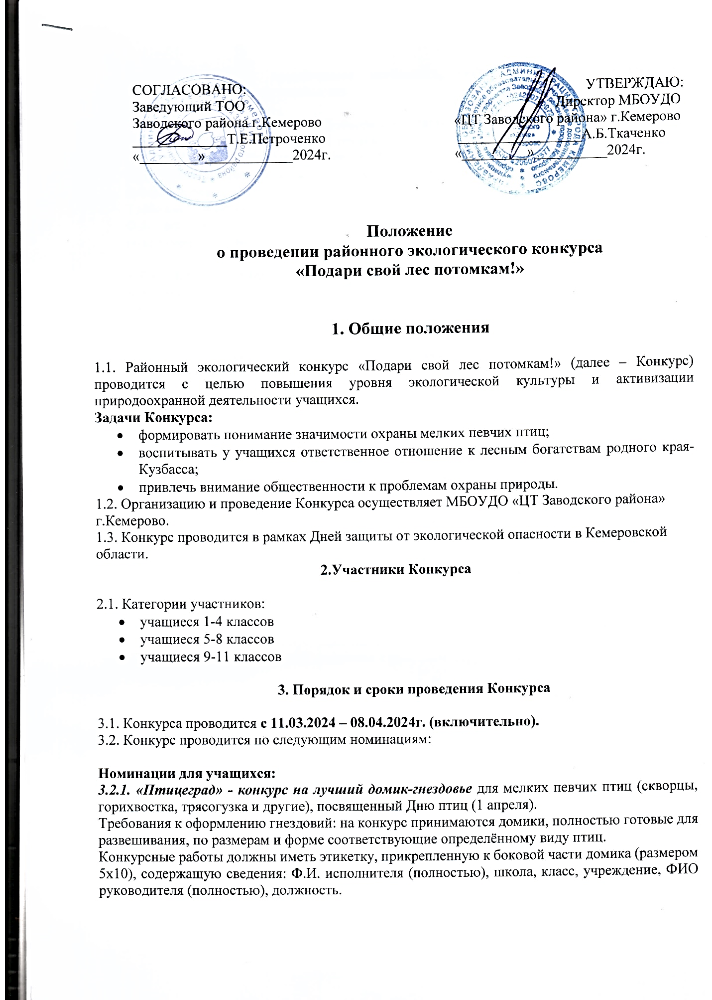 СОГЛАСОВАНО:
Заведующий ТОО
Заводского района г.Кемерово
_____________Т.Е.Петроченко
«________»____________2024г.
УТВЕРЖДАЮ:
Директор МБОУДО
«ЦТ Заводского района» г.Кемерово
_________________А.Б.Ткаченко
«_________»__________2024г.
Положение
о проведении районного экологического конкурса
«Подари свой лес потомкам!»
1. Общие положения
1.1. Районный экологический конкурс «Подари свой лес потомкам!» (далее – Конкурс)
проводится с целью повышения уровня экологической культуры и активизации
природоохранной деятельности учащихся.
Задачи Конкурса:
• формировать понимание значимости охраны мелких певчих птиц;
• воспитывать у учащихся ответственное отношение к лесным богатствам родного края-
Кузбасса;
• привлечь внимание общественности к проблемам охраны природы.
1.2. Организацию и проведение Конкурса осуществляет МБОУДО «ЦТ Заводского района»
г.Кемерово.
1.3. Конкурс проводится в рамках Дней защиты от экологической опасности в Кемеровской
области.
2.Участники Конкурса
2.1. Категории участников:
• учащиеся 1-4 классов
• учащиеся 5-8 классов
• учащиеся 9-11 классов
3. Порядок и сроки проведения Конкурса
3.1. Конкурса проводится с 11.03.2024 – 08.04.2024г. (включительно).
3.2. Конкурс проводится по следующим номинациям:
Номинации для учащихся:
3.2.1. «Птицеград» - конкурс на лучший домик-гнездовье для мелких певчих птиц (скворцы,
горихвостка, трясогузка и другие), посвященный Дню птиц (1 апреля).
Требования к оформлению гнездовий: на конкурс принимаются домики, полностью готовые для
развешивания, по размерам и форме соответствующие определённому виду птиц.
Конкурсные работы должны иметь этикетку, прикрепленную к боковой части домика (размером
5х10), содержащую сведения: Ф.И. исполнителя (полностью), школа, класс, учреждение, ФИО
руководителя (полностью), должность.